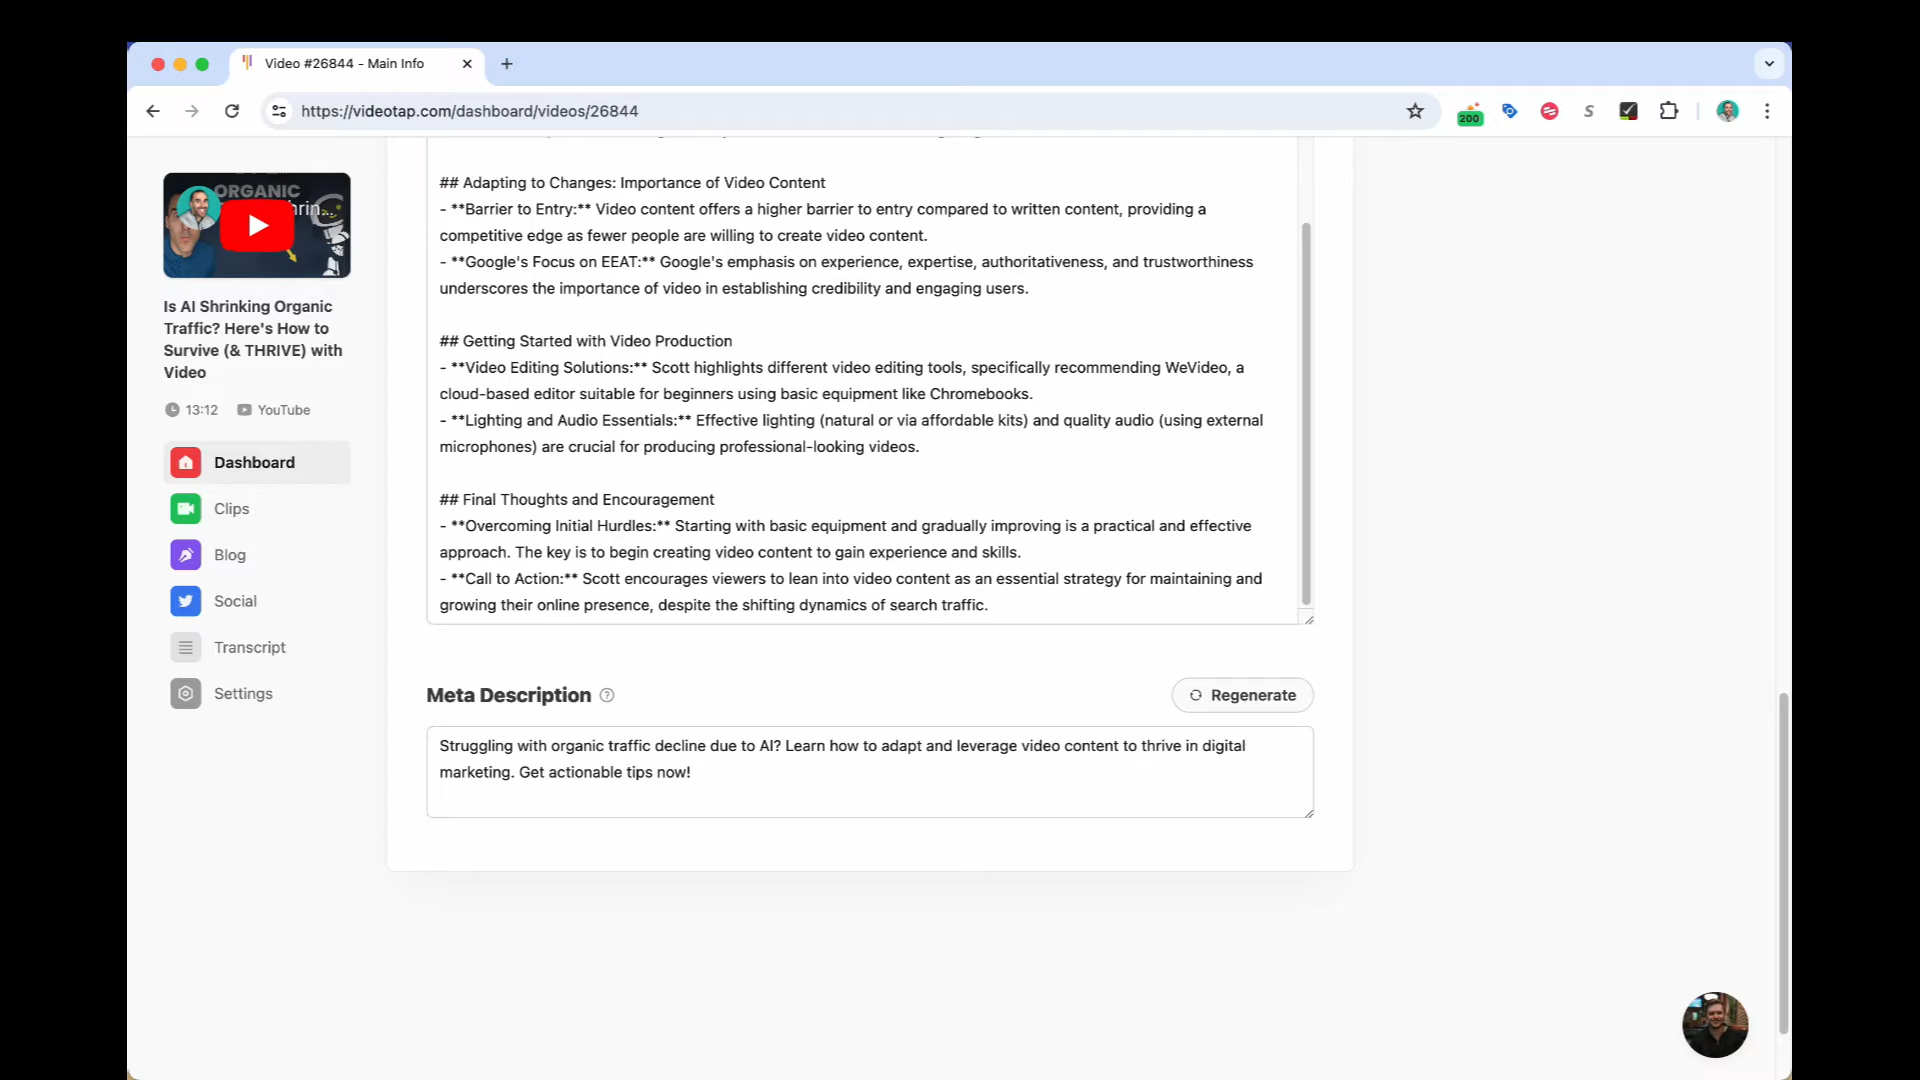 Video #26844 - Main Info
https://videotap.com/dashboard/videos/26844
200
S
ORGANIC
hrin...
Is AI Shrinking Organic
Traffic? Here's How to
Survive (& THRIVE) with
Video
13:12 YouTube
Dashboard
Clips
Blog
Social
Transcript
Settings
## Adapting to Changes: Importance of Video Content
- **Barrier to Entry:** Video content offers a higher barrier to entry compared to written content, providing a
competitive edge as fewer people are willing to create video content.
- **Google's Focus on EEAT:** Google's emphasis on experience, expertise, authoritativeness, and trustworthiness
underscores the importance of video in establishing credibility and engaging users.
## Getting Started with Video Production
- **Video Editing Solutions:** Scott highlights different video editing tools, specifically recommending WeVideo, a
cloud-based editor suitable for beginners using basic equipment like Chromebooks.
- **Lighting and Audio Essentials:** Effective lighting (natural or via affordable kits) and quality audio (using external
microphones) are crucial for producing professional-looking videos.
## Final Thoughts and Encouragement
- **Overcoming Initial Hurdles:** Starting with basic equipment and gradually improving is a practical and effective
approach. The key is to begin creating video content to gain experience and skills.
- **Call to Action:** Scott encourages viewers to lean into video content as an essential strategy for maintaining and
growing their online presence, despite the shifting dynamics of search traffic.
Meta Description
Regenerate
Struggling with organic traffic decline due to AI? Learn how to adapt and leverage video content to thrive in digital
marketing. Get actionable tips now!